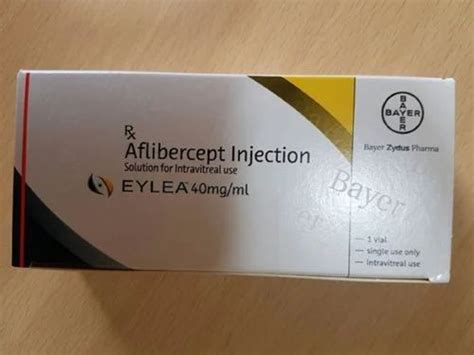 Rx
Aflibercept Injection
Solution for Intravitreal use
EYLEA 40mg/ml
BAYER
BAYER
Bayer Zydus Pharma
Bayer
— 1 vial
— single use only
— Intravitreal use